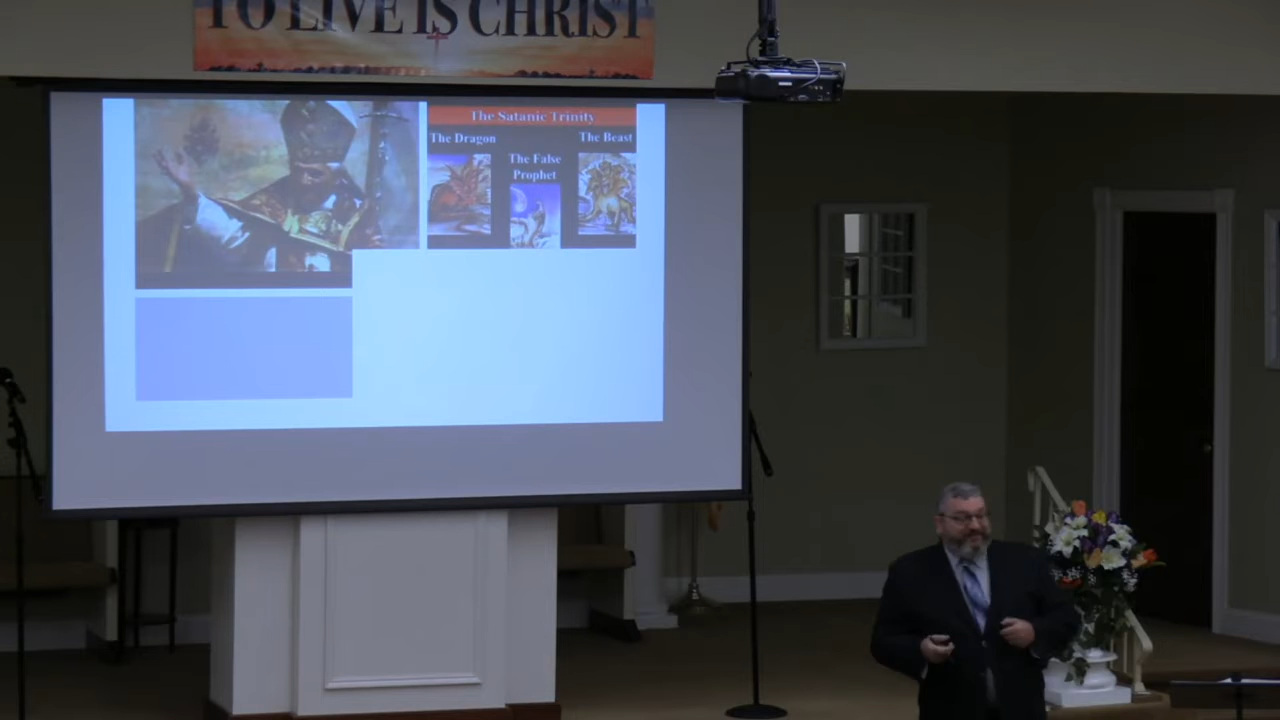 TO LIVE IS CHRIST
The Satanic Trinity
The Dragon
The False
Prophet
The Beast